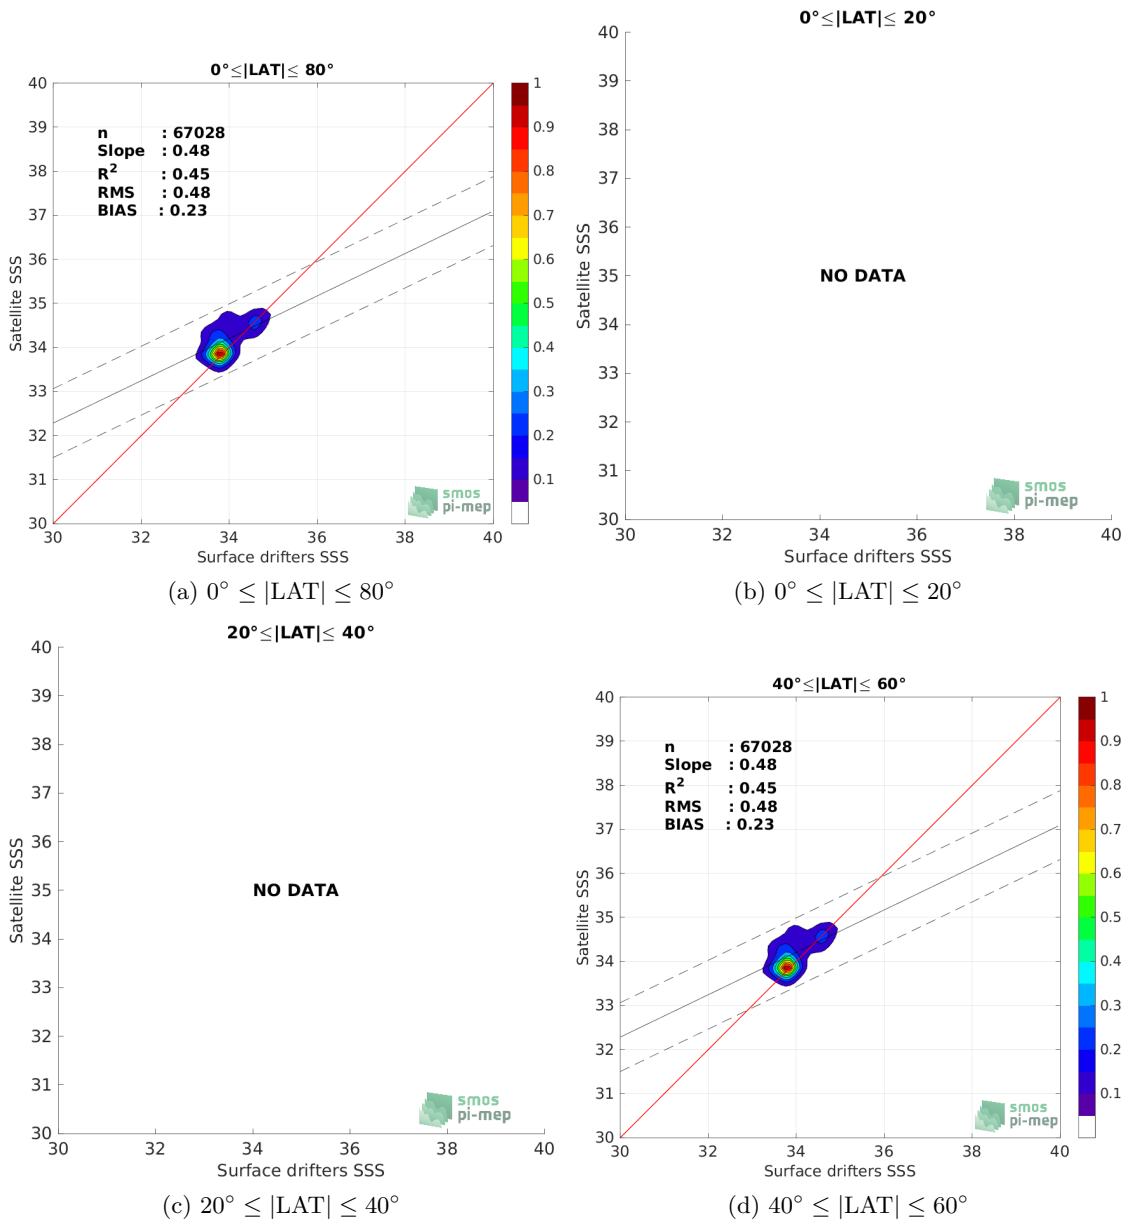 0°≤|LAT|≤ 80°
40
39
38
37
36
35
34
33
32
31
30
Satellite SSS
n : 67028
Slope : 0.48
R² : 0.45
RMS : 0.48
BIAS : 0.23
smos
pi-mep
30 32 34 36 38 40
Surface drifters SSS
1
0.9
0.8
0.7
0.6
0.5
0.4
0.3
0.2
0.1
(a) 0° ≤ |LAT| ≤ 80°
0°≤|LAT|≤ 20°
40
39
38
37
36
35
34
33
32
31
30
Satellite SSS
NO DATA
smos
pi-mep
30 32 34 36 38 40
Surface drifters SSS
(b) 0° ≤ |LAT| ≤ 20°
20°≤|LAT|≤ 40°
40
39
38
37
36
35
34
33
32
31
30
Satellite SSS
NO DATA
smos
pi-mep
30 32 34 36 38 40
Surface drifters SSS
(c) 20° ≤ |LAT| ≤ 40°
40°≤|LAT|≤ 60°
40
39
38
37
36
35
34
33
32
31
30
Satellite SSS
n : 67028
Slope : 0.48
R² : 0.45
RMS : 0.48
BIAS : 0.23
smos
pi-mep
30 32 34 36 38 40
Surface drifters SSS
1
0.9
0.8
0.7
0.6
0.5
0.4
0.3
0.2
0.1
(d) 40° ≤ |LAT| ≤ 60°